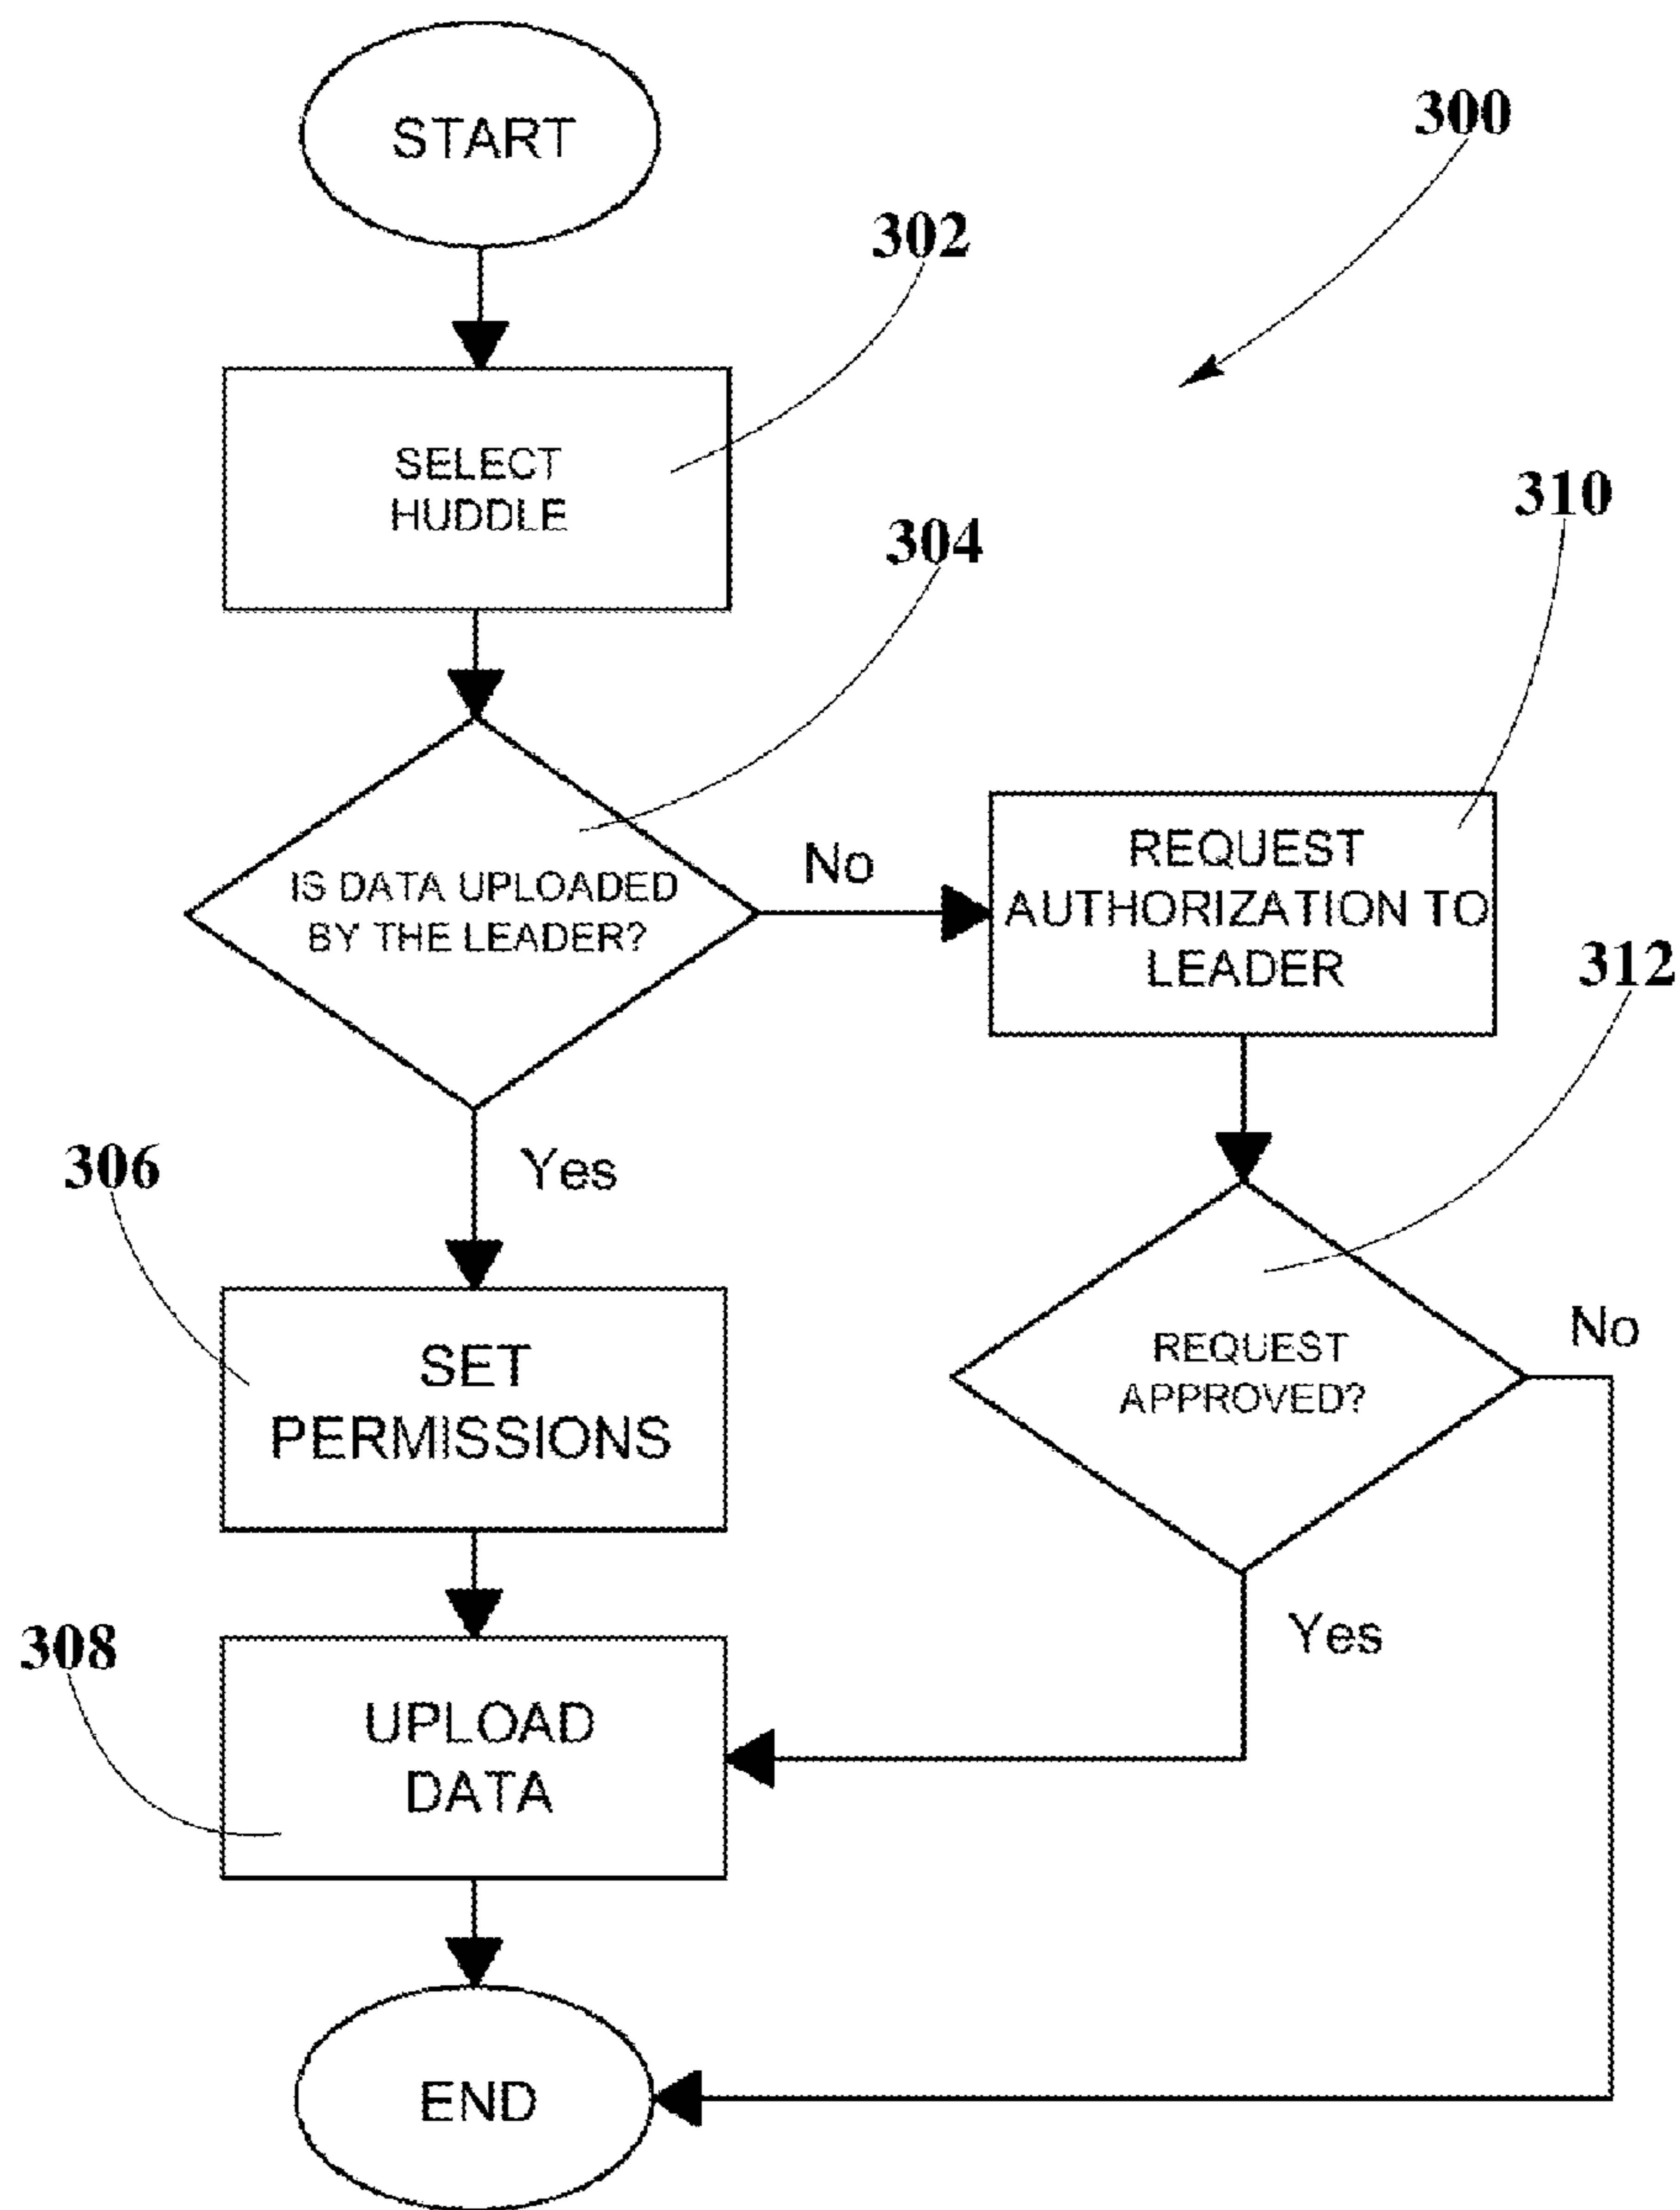 START
300
302
SELECT
HUDDLE
304
310
IS DATA UPLOADED
BY THE LEADER?
No
REQUEST
AUTHORIZATION TO
LEADER
312
306
Yes
SET
PERMISSIONS
REQUEST
APPROVED?
No
308
UPLOAD
DATA
Yes
END